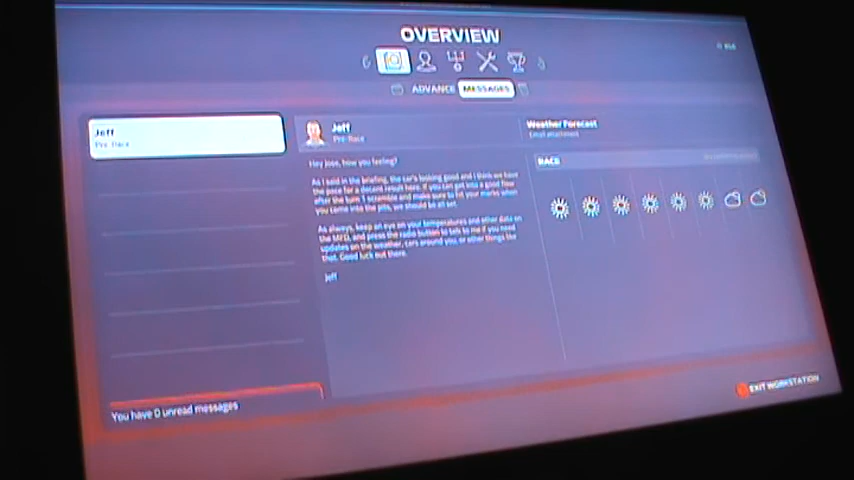 OVERVIEW
ADVANCE
MESSAGES
Jeff
Pre-Race
Jeff
Pre-Race
Weather Forecast
Email attachment
RACE
Hey Jose, how you feeling?
As I said in the briefing, the car's looking good and I think we have
the pace for a decent result here. If you can get into a good flow
after the turn 1 scramble and make sure to hit your marks when
you come into the pits, we should be all set.
As always, keep an eye on your temperatures and other data on
the MFD, and press the radio button to talk to me if you need
updates on the weather, cars around you, or other things like
that. Good luck out there.
Jeff
You have 0 unread messages
EXIT WORKSTATION